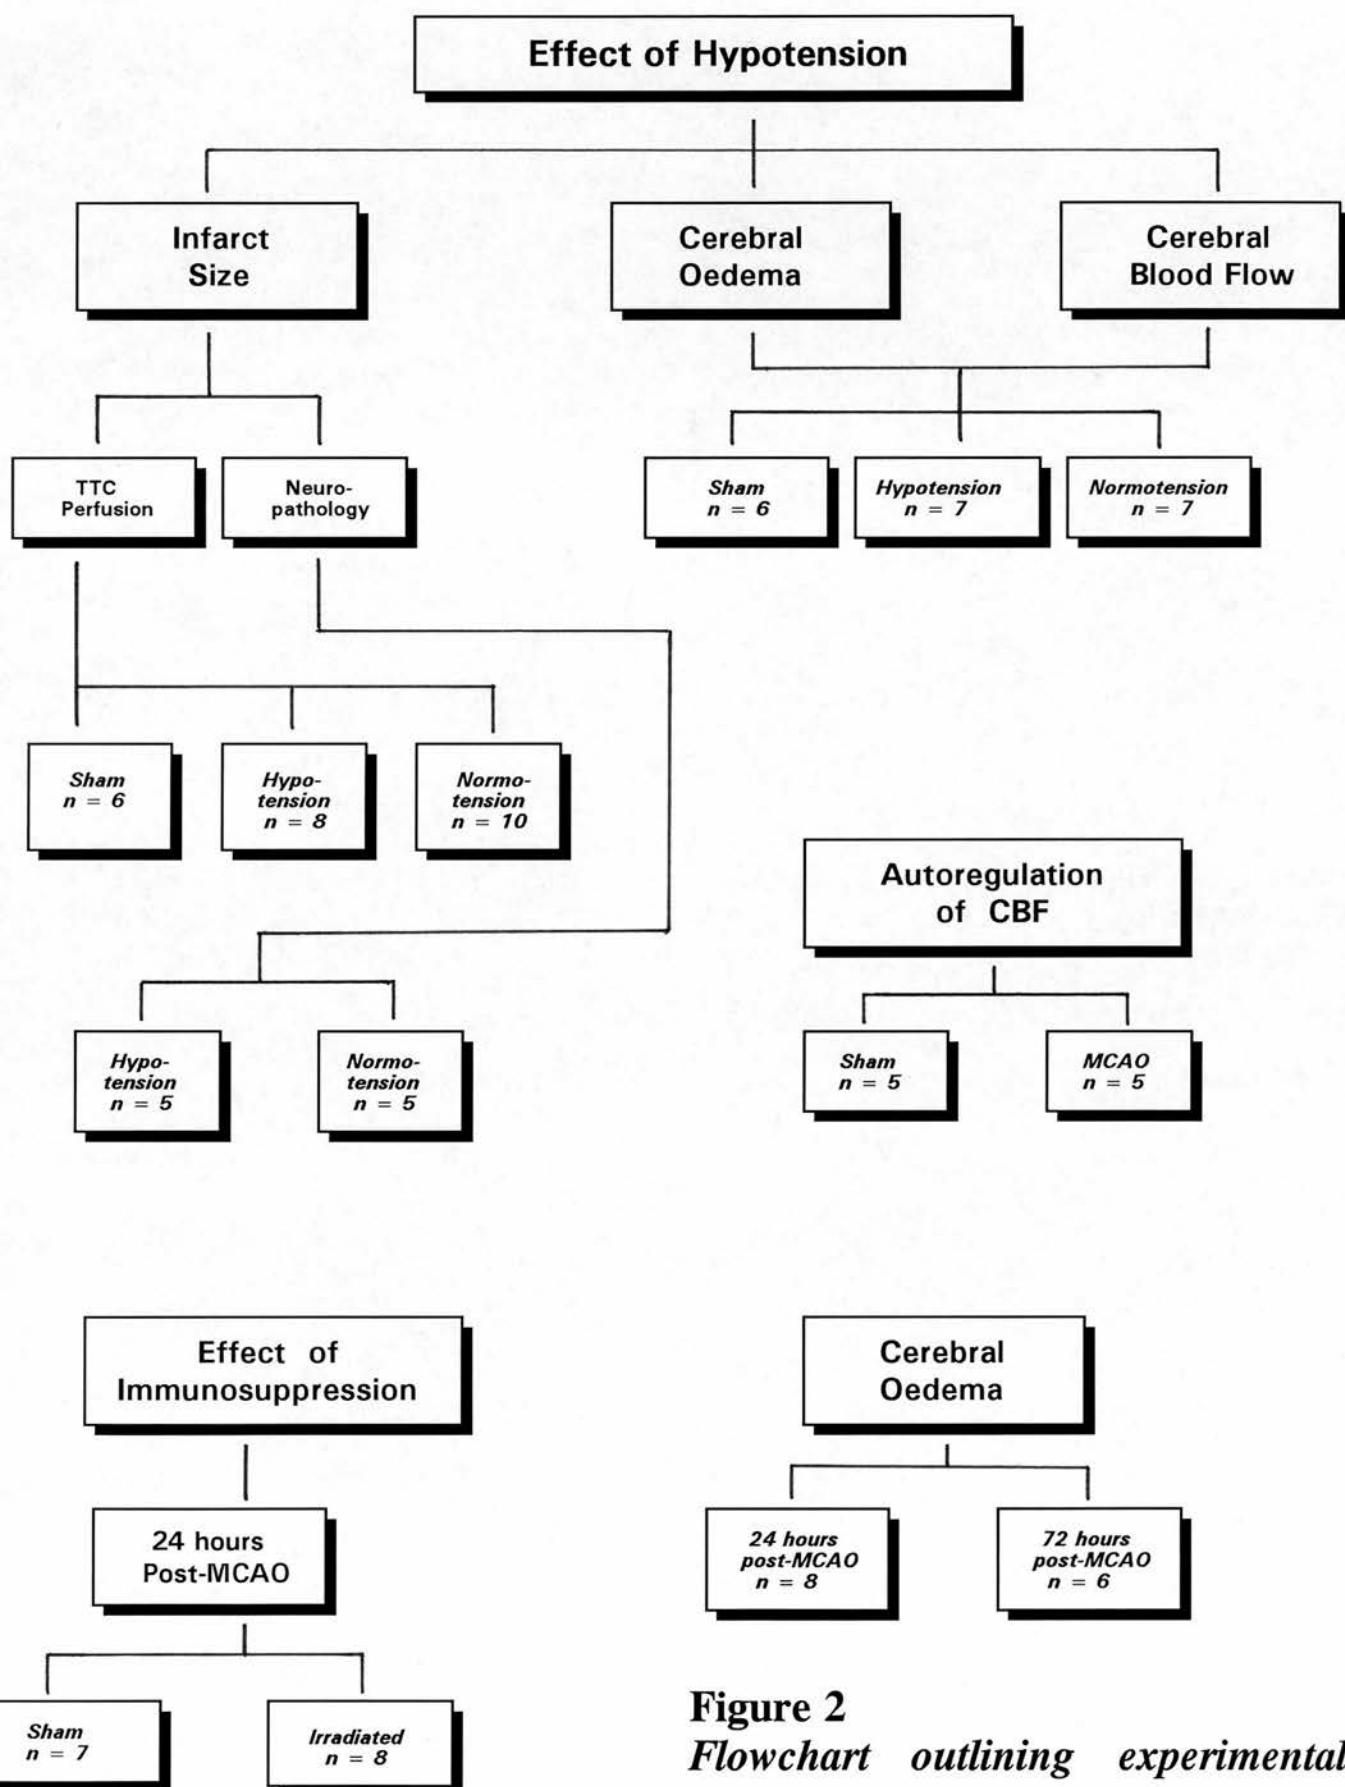 Effect of Hypotension
Infarct
Size
Cerebral
Oedema
Cerebral
Blood Flow
TTC
Perfusion
Neuro-
pathology
Sham
n = 6
Hypotension
n = 7
Normotension
n = 7
Sham
n = 6
Hypo-
tension
n = 8
Normo-
tension
n = 10
Autoregulation
of CBF
Hypo-
tension
n = 5
Normo-
tension
n = 5
Sham
n = 5
MCAO
n = 5
Effect of
Immunosuppression
Cerebral
Oedema
24 hours
Post-MCAO
24 hours
post-MCAO
n = 8
72 hours
post-MCAO
n = 6
Sham
n = 7
Irradiated
n = 8
Figure 2
Flowchart outlining experimental